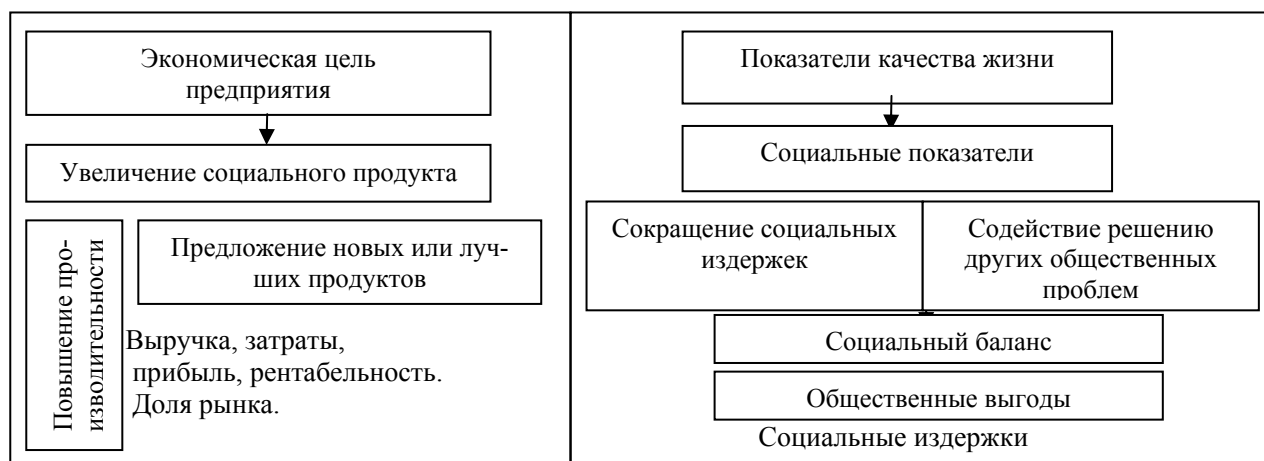 Экономическая цель
предприятия
Увеличение социального продукта
Повышение про-
изводительности
Предложение новых или луч-
ших продуктов
Выручка, затраты,
прибыль, рентабельность.
Доля рынка.
Показатели качества жизни
Социальные показатели
Сокращение социальных
издержек
Содействие решению
других общественных
проблем
Социальный баланс
Общественные выгоды
Социальные издержки